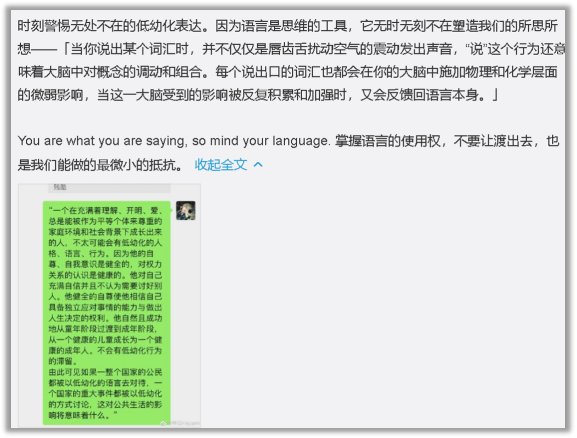 时刻警惕无处不在的低幼化表达。因为语言是思维的工具，它无时无刻不在塑造我们的所思所
想——「当你说出某个词汇时，并不仅仅是唇齿舌扰动空气的震动发出声音，“说”这个行为还意
味着大脑中对概念的调动和组合。每个说出口的词汇也都会在你的大脑中施加物理和化学层面
的微弱影响，当这一大脑受到的影响被反复积累和加强时，又会反馈回语言本身。」
You are what you are saying, so mind your language. 掌握语言的使用权，不要让渡出去，也
是我们能做的最微小的抵抗。 收起全文
残酷
“一个在充满着理解、开明、爱、
总是能被作为平等个体来尊重的
家庭环境和社会背景下成长出来
的人，不太可能会有低幼化的人
格、语言、行为。因为他的自
尊、自我意识是健全的，对权力
关系的认识是健康的。他对自己
充满自信并且不认为需要讨好别
人。他健全的自尊使他相信自己
具备独立应对事情的能力与做出
人生决定的权利。他自然且成功
地从童年阶段过渡到成年阶段，
从一个健康的儿童成长为一个健
康的成年人。不会有低幼化行为
的滞留。
由此可见如果一整个国家的公民
都被以低幼化的语言去对待，一
个国家的重大事件都被以低幼化
的方式讨论，这对公共生活的影
响将意味着什么。”